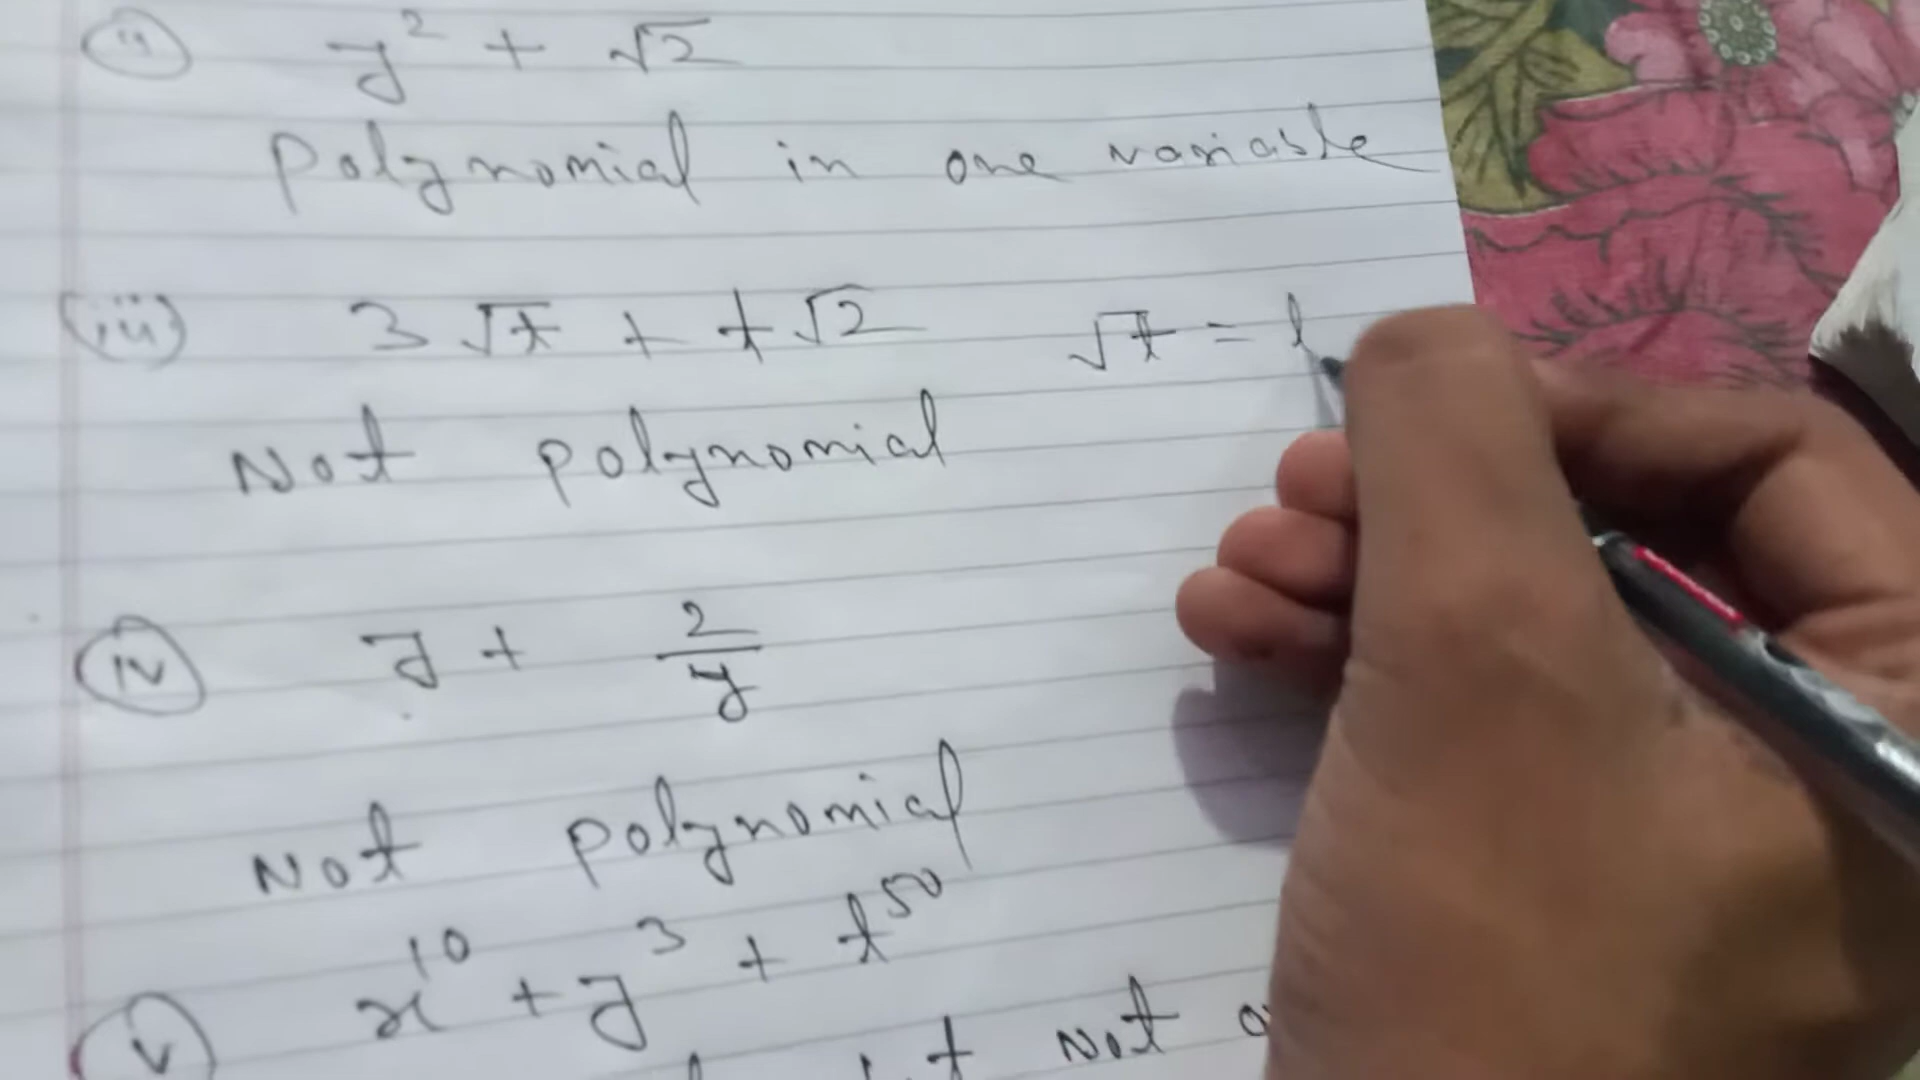 (ii) y² + √2
Polynomial in one variable
(iii) 3√t + t√2 √t = t
Not polynomial
(iv) y + 2/y
Not polynomial
(v) x¹⁰ + y³ + t⁵⁰
Not